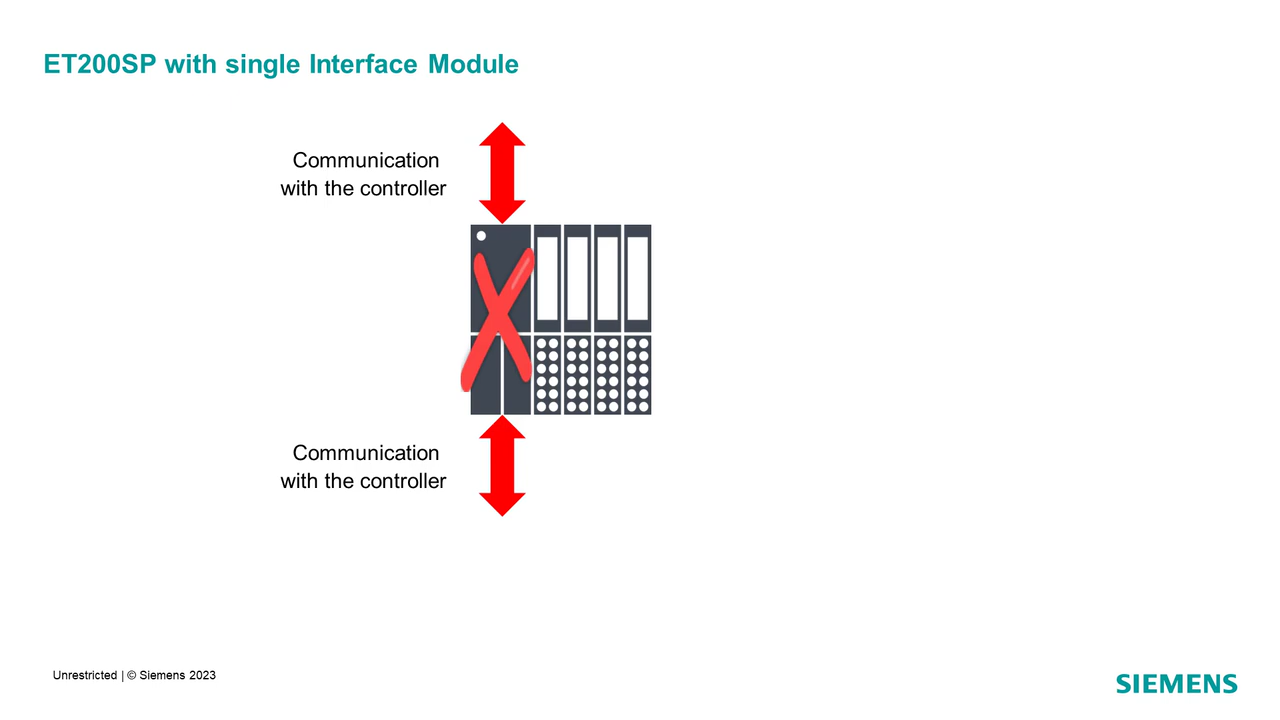 ET200SP with single Interface Module
Communication
with the controller
Communication
with the controller
Unrestricted | © Siemens 2023
SIEMENS